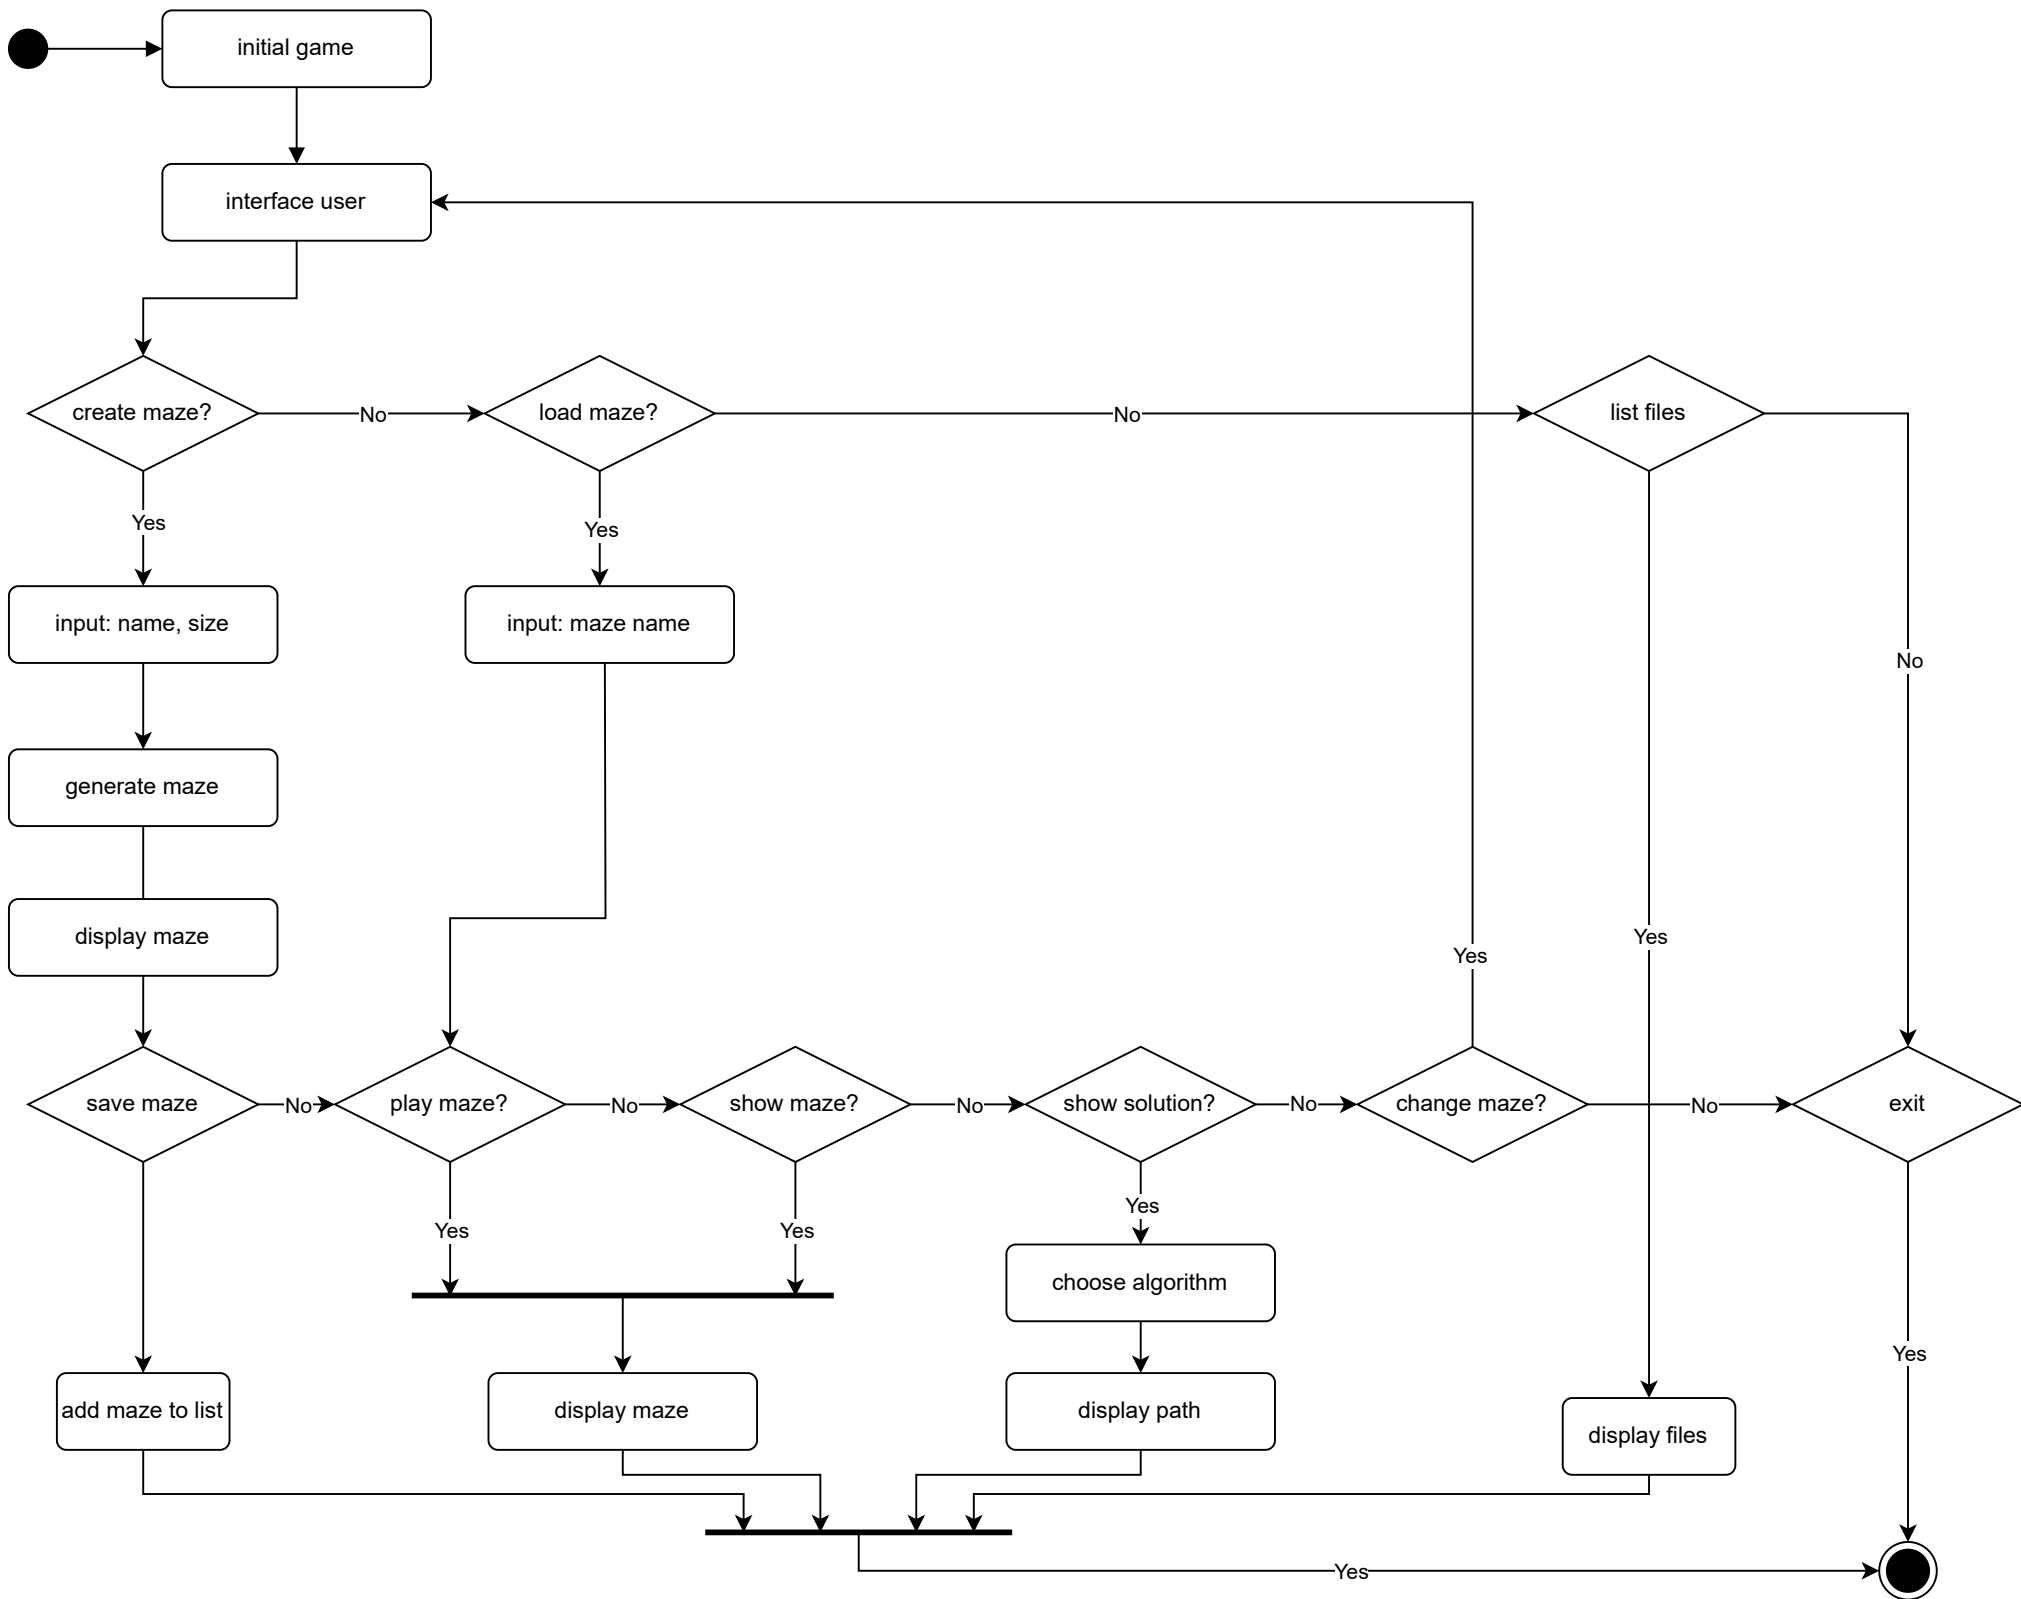 initial game
interface user
create maze?
No
load maze?
No
list files
Yes
Yes
input: name, size
input: maze name
No
generate maze
display maze
Yes
Yes
save maze
No
play maze?
No
show maze?
No
show solution?
No
change maze?
No
exit
Yes
Yes
Yes
choose algorithm
Yes
add maze to list
display maze
display path
display files
Yes